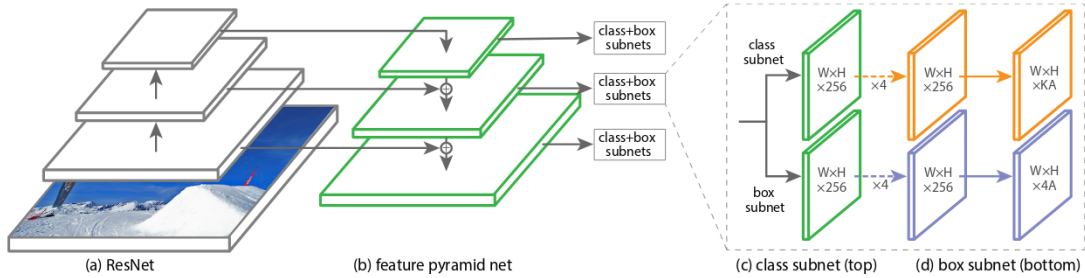 class+box
subnets
class+box
subnets
class+box
subnets
class
subnet
W×H
×256
×4
W×H
×256
W×H
×KA
W×H
×256
×4
W×H
×256
W×H
×4A
box
subnet
(a) ResNet
(b) feature pyramid net
(c) class subnet (top)
(d) box subnet (bottom)